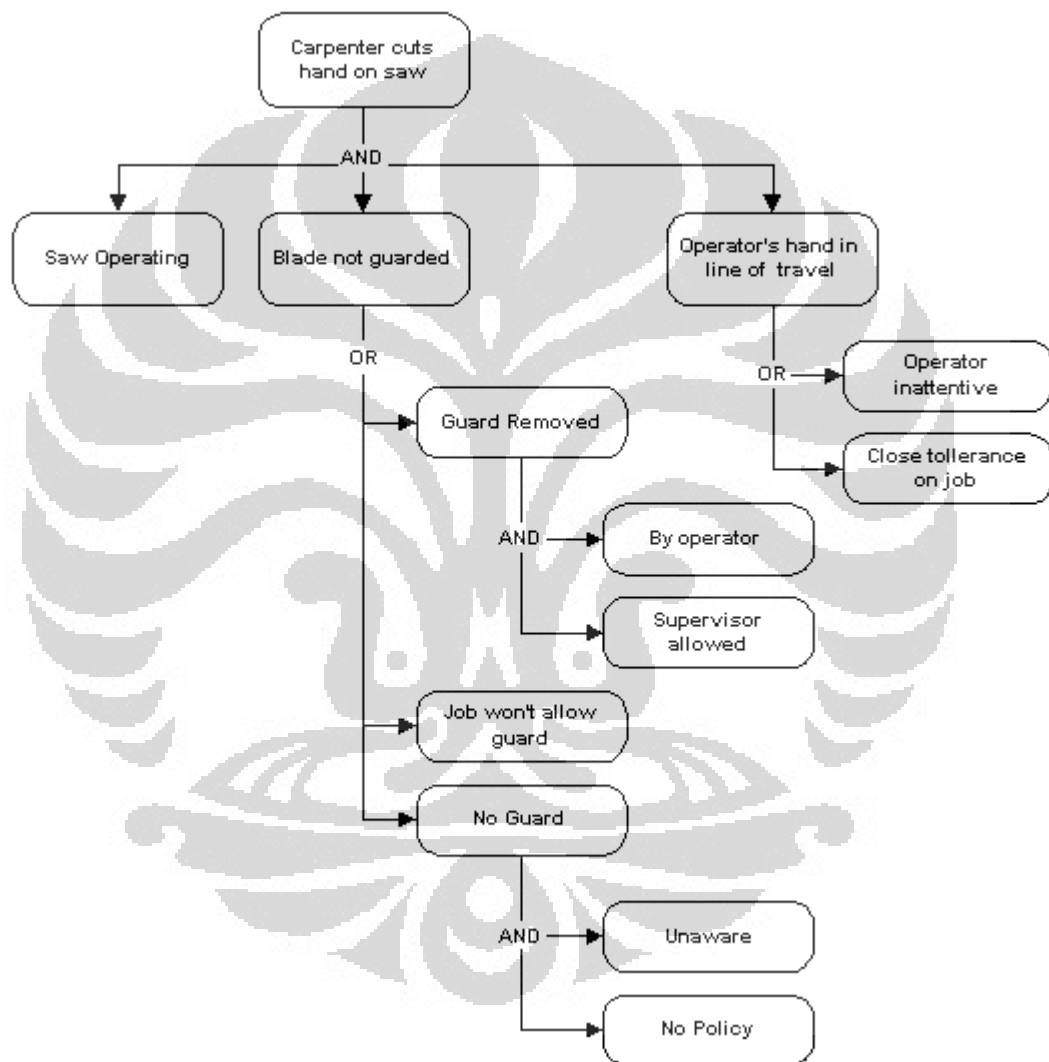 Carpenter cuts
hand on saw
AND
Saw Operating
Blade not guarded
Operator's hand in
line of travel
OR
OR
Operator
inattentive
Guard Removed
Close tollerance
on job
AND
By operator
Supervisor
allowed
Job won't allow
guard
No Guard
AND
Unaware
No Policy